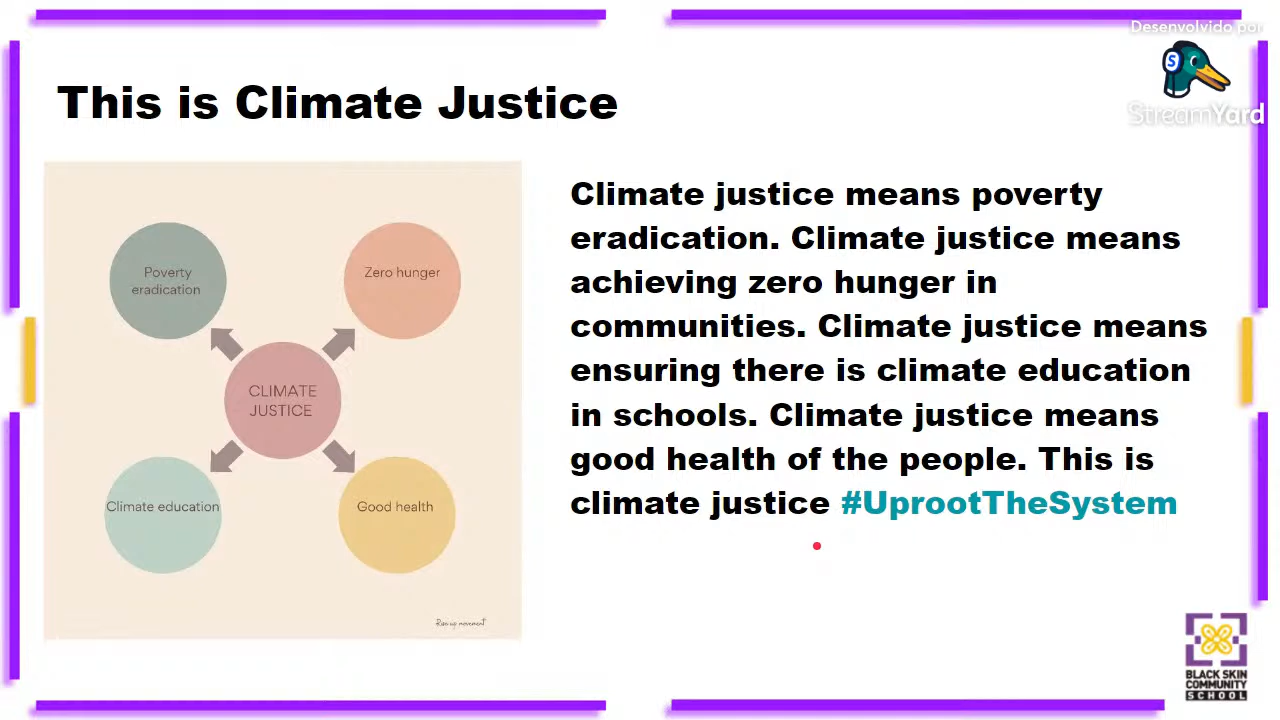 Desenvolvido por
S
StreamYard
This is Climate Justice
Poverty
eradication
Zero hunger
CLIMATE
JUSTICE
Climate education
Good health
Rise up movement
Climate justice means poverty
eradication. Climate justice means
achieving zero hunger in
communities. Climate justice means
ensuring there is climate education
in schools. Climate justice means
good health of the people. This is
climate justice #UprootTheSystem
BLACK SKIN
COMMUNITY
SCHOOL